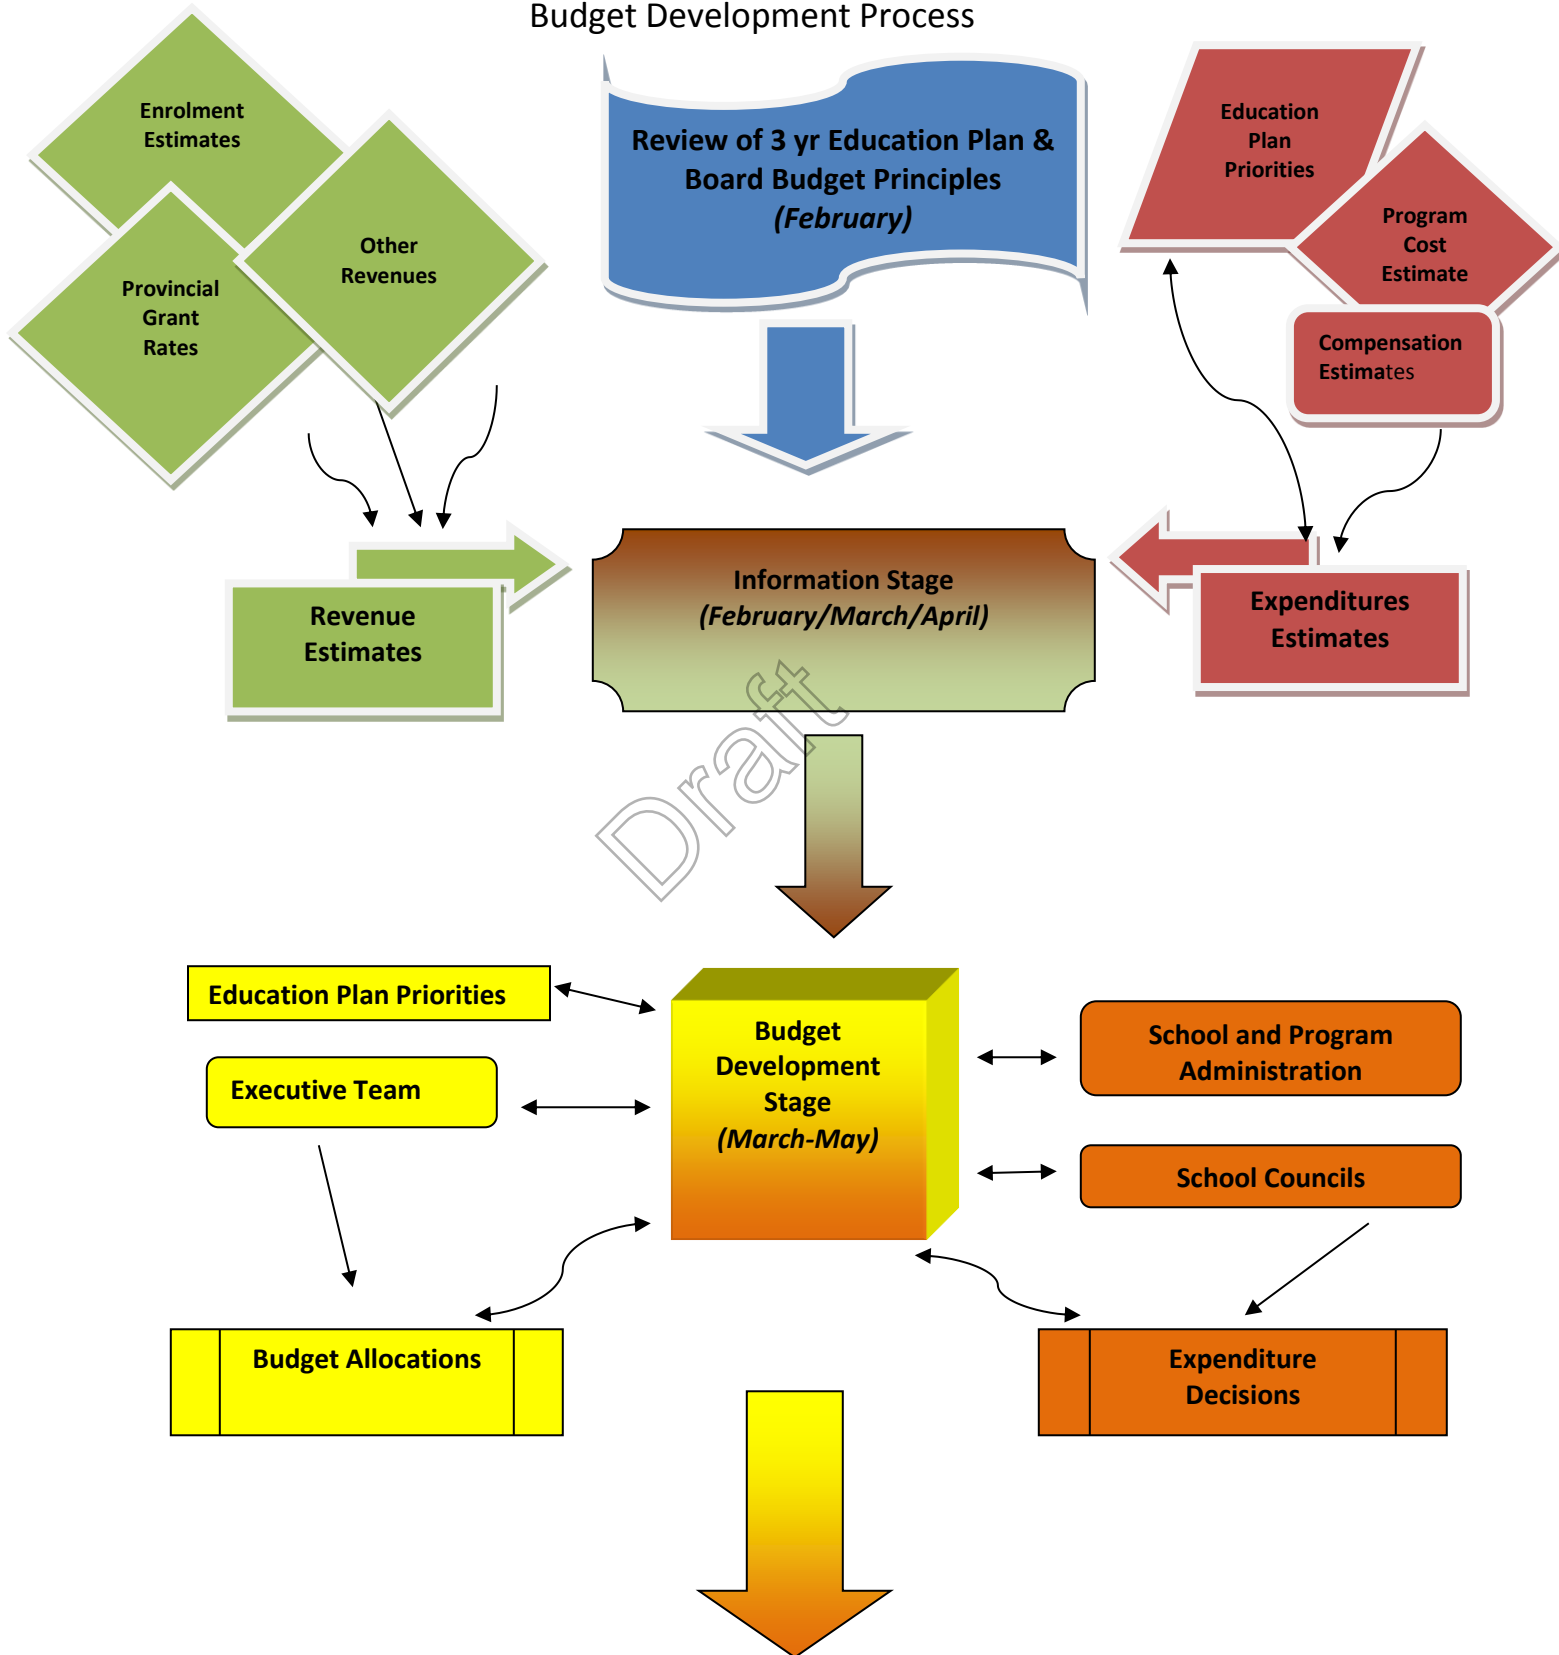 Budget Development Process
Enrolment
Estimates
Other
Revenues
Provincial
Grant
Rates
Review of 3 yr Education Plan &
Board Budget Principles
(February)
Education
Plan
Priorities
Program
Cost
Estimate
Compensation
Estimates
Revenue
Estimates
Information Stage
(February/March/April)
Expenditures
Estimates
Draft
Education Plan Priorities
Executive Team
Budget
Development
Stage
(March-May)
School and Program
Administration
School Councils
Budget Allocations
Expenditure
Decisions